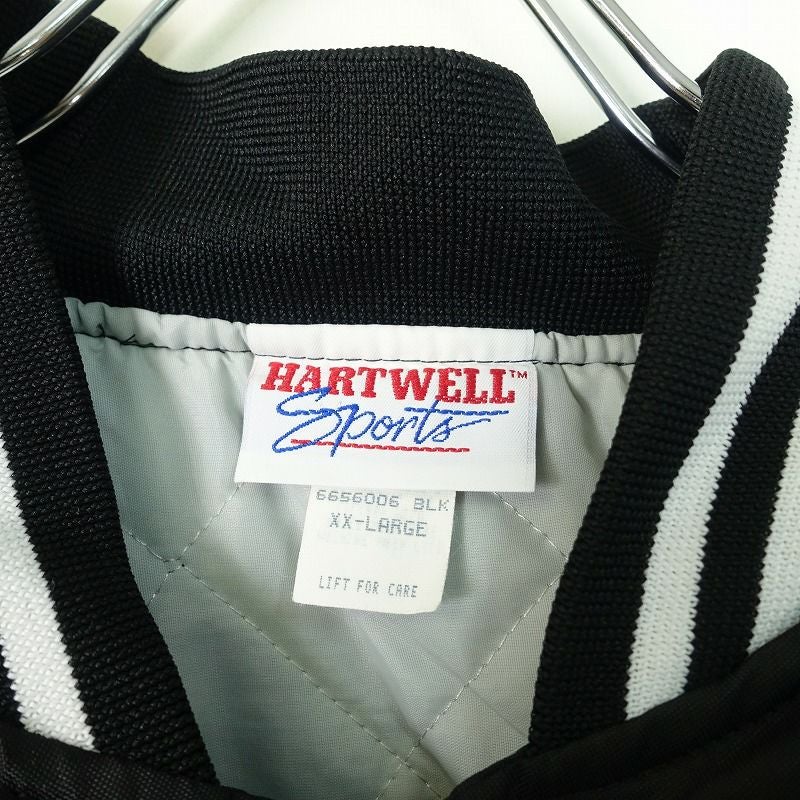 HARTWELL™
Sports
6656006 BLK
XX-LARGE
LIFT FOR CARE